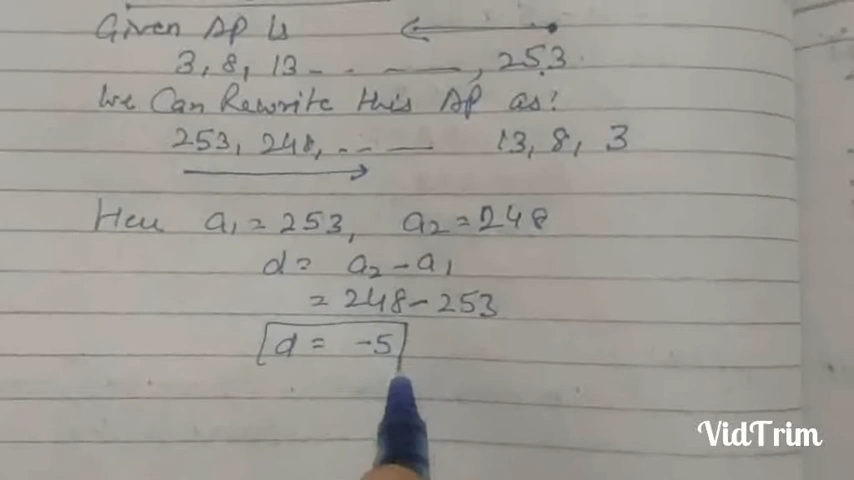 Given AP is
3, 8, 13 - - - — , 253
We Can Rewrite this AP as:
253, 248, - - - — 13, 8, 3
Here a₁ = 253, a₂ = 248
d = a₂ - a₁
= 248 - 253
d = -5
VidTrim